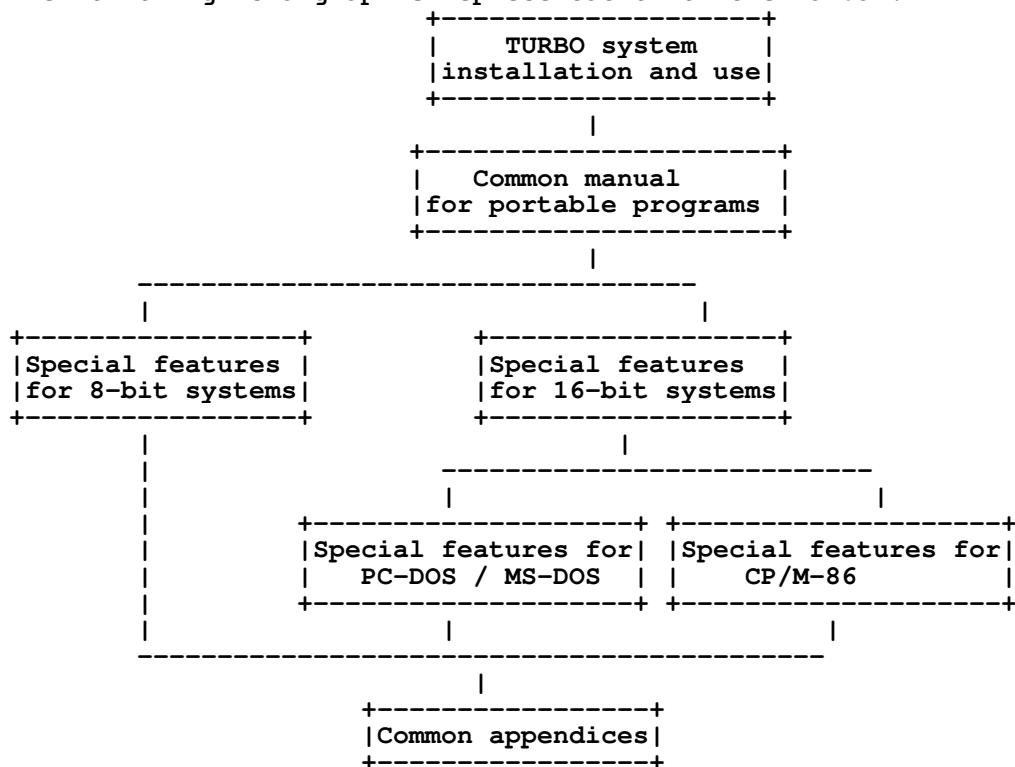 TURBO system
installation and use
Common manual
for portable programs
Special features
for 8-bit systems
Special features
for 16-bit systems
Special features for
PC-DOS / MS-DOS
Special features for
CP/M-86
Common appendices